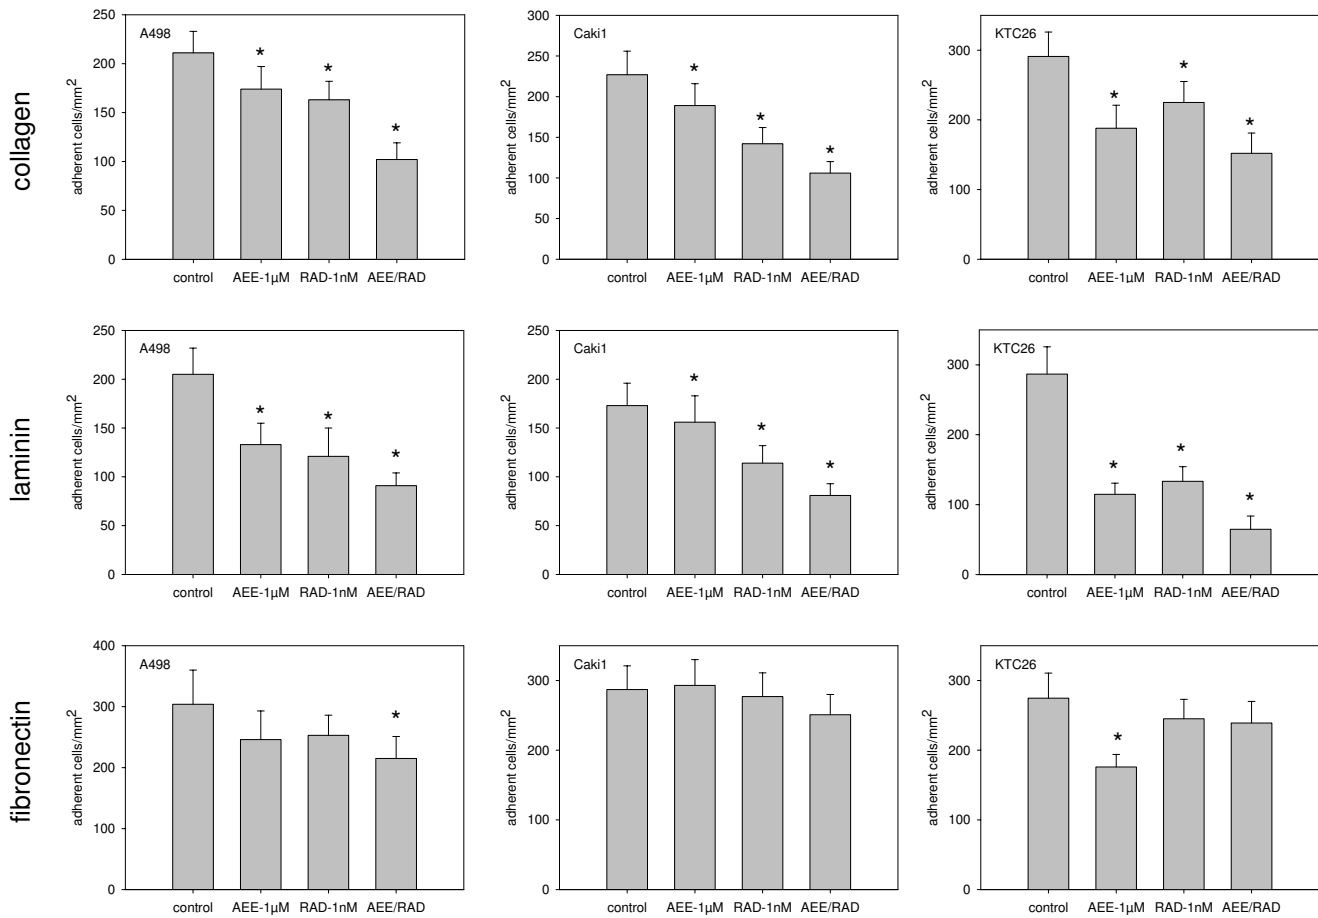 collagen
A498
adherent cells/mm²
250
200
150
100
50
0
*
*
*
control AEE-1µM RAD-1nM AEE/RAD
Caki1
adherent cells/mm²
300
250
200
150
100
50
0
*
*
*
control AEE-1µM RAD-1nM AEE/RAD
KTC26
adherent cells/mm²
300
200
100
0
*
*
*
control AEE-1µM RAD-1nM AEE/RAD
laminin
A498
adherent cells/mm²
250
200
150
100
50
0
*
*
*
control AEE-1µM RAD-1nM AEE/RAD
Caki1
adherent cells/mm²
250
200
150
100
50
0
*
*
*
control AEE-1µM RAD-1nM AEE/RAD
KTC26
adherent cells/mm²
300
200
100
0
*
*
*
control AEE-1µM RAD-1nM AEE/RAD
fibronectin
A498
adherent cells/mm²
400
300
200
100
0
*
control AEE-1µM RAD-1nM AEE/RAD
Caki1
adherent cells/mm²
300
200
100
0
control AEE-1µM RAD-1nM AEE/RAD
KTC26
adherent cells/mm²
300
200
100
0
*
control AEE-1µM RAD-1nM AEE/RAD